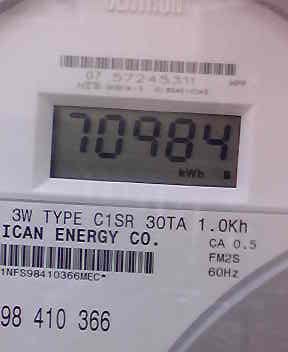 07 57245311
70984
kWh
3W TYPE C1SR 30TA 1.0Kh
ICAN ENERGY CO.
CA 0.5
FM2S
60Hz
1NFS98410366MEC*
98 410 366